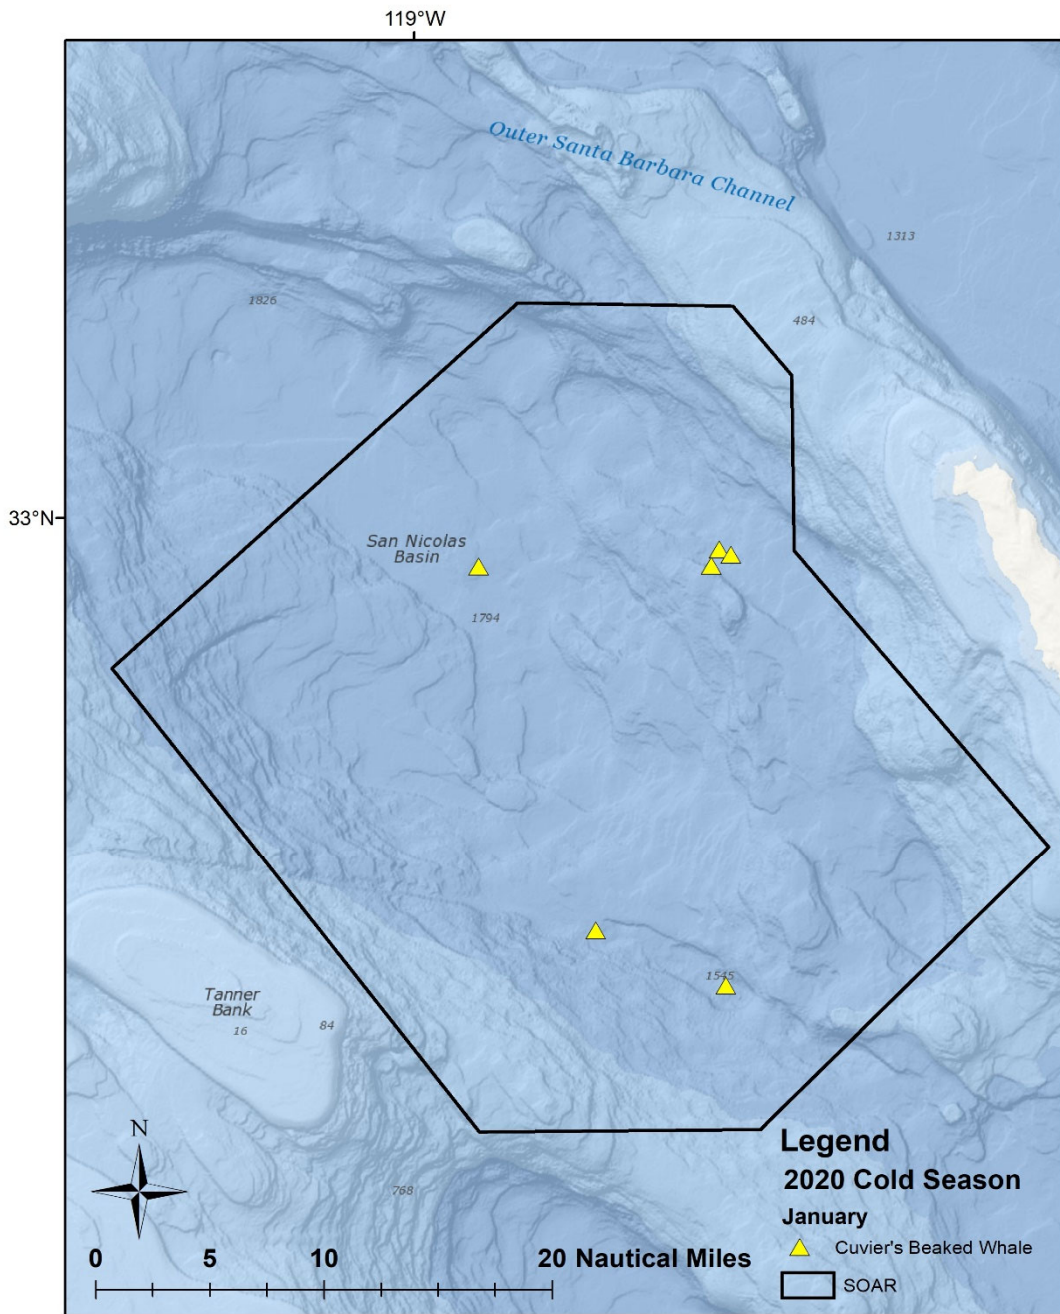 119°W
Outer Santa Barbara Channel
1313
1826
484
33°N
San Nicolas
Basin
1794
1545
Tanner
Bank
16
84
N
768
Legend
2020 Cold Season
January
Cuvier's Beaked Whale
SOAR
0 5 10 20 Nautical Miles